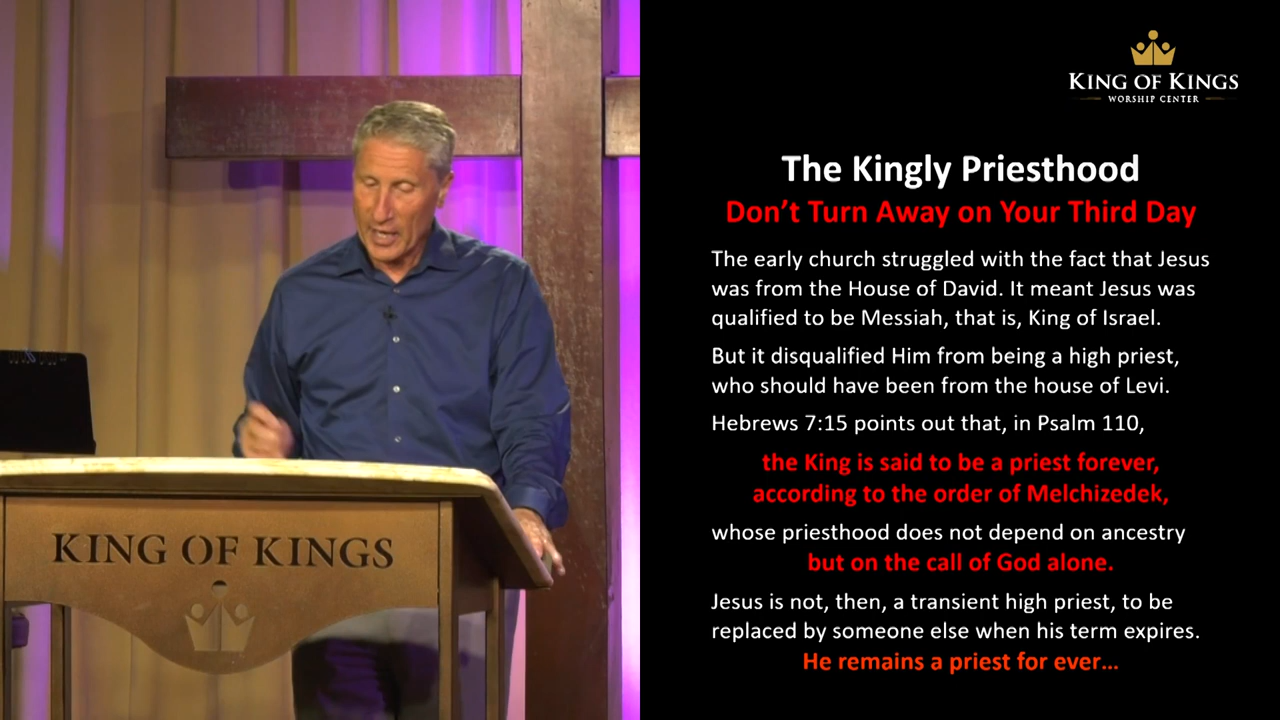 KING OF KINGS
KING OF KINGS
WORSHIP CENTER
The Kingly Priesthood
Don’t Turn Away on Your Third Day
The early church struggled with the fact that Jesus
was from the House of David. It meant Jesus was
qualified to be Messiah, that is, King of Israel.
But it disqualified Him from being a high priest,
who should have been from the house of Levi.
Hebrews 7:15 points out that, in Psalm 110,
the King is said to be a priest forever,
according to the order of Melchizedek,
whose priesthood does not depend on ancestry
but on the call of God alone.
Jesus is not, then, a transient high priest, to be
replaced by someone else when his term expires.
He remains a priest for ever…